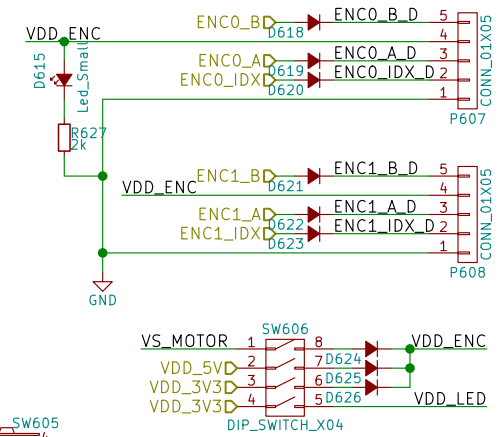 ENC0_B D618 ENC0_B_D 5
VDD_ENC 4
D615 Led_Small
ENC0_A D619 ENC0_A_D 3
ENC0_IDX D620 ENC0_IDX_D 2
1
CONN_01X05
P607
R627
2k
ENC1_B D621 ENC1_B_D 5
VDD_ENC 4
ENC1_A D622 ENC1_A_D 3
ENC1_IDX D623 ENC1_IDX_D 2
1
CONN_01X05
P608
GND
SW606
VS_MOTOR 1 8 D624 VDD_ENC
VDD_5V 2 7 D625
VDD_3V3 3 6 D626
VDD_3V3 4 5 VDD_LED
DIP_SWITCH_X04
SW605